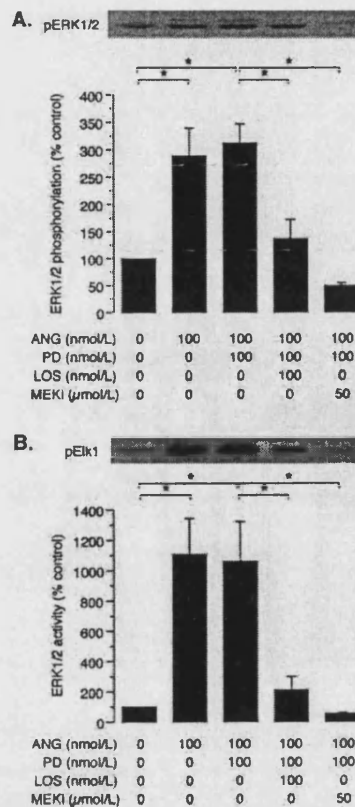 A. pERK1/2
* *
* *
400
350
300
250
200
150
100
50
0
ERK1/2 phosphorylation (% control)
ANG (nmol/L) 0 100 100 100 100
PD (nmol/L) 0 0 100 100 100
LOS (nmol/L) 0 0 0 100 0
MEKI (µmol/L) 0 0 0 0 50
B. pElk1
* *
* * *
1400
1200
1000
800
600
400
200
0
ERK1/2 activity (% control)
ANG (nmol/L) 0 100 100 100 100
PD (nmol/L) 0 0 100 100 100
LOS (nmol/L) 0 0 0 100 0
MEKI (µmol/L) 0 0 0 0 50